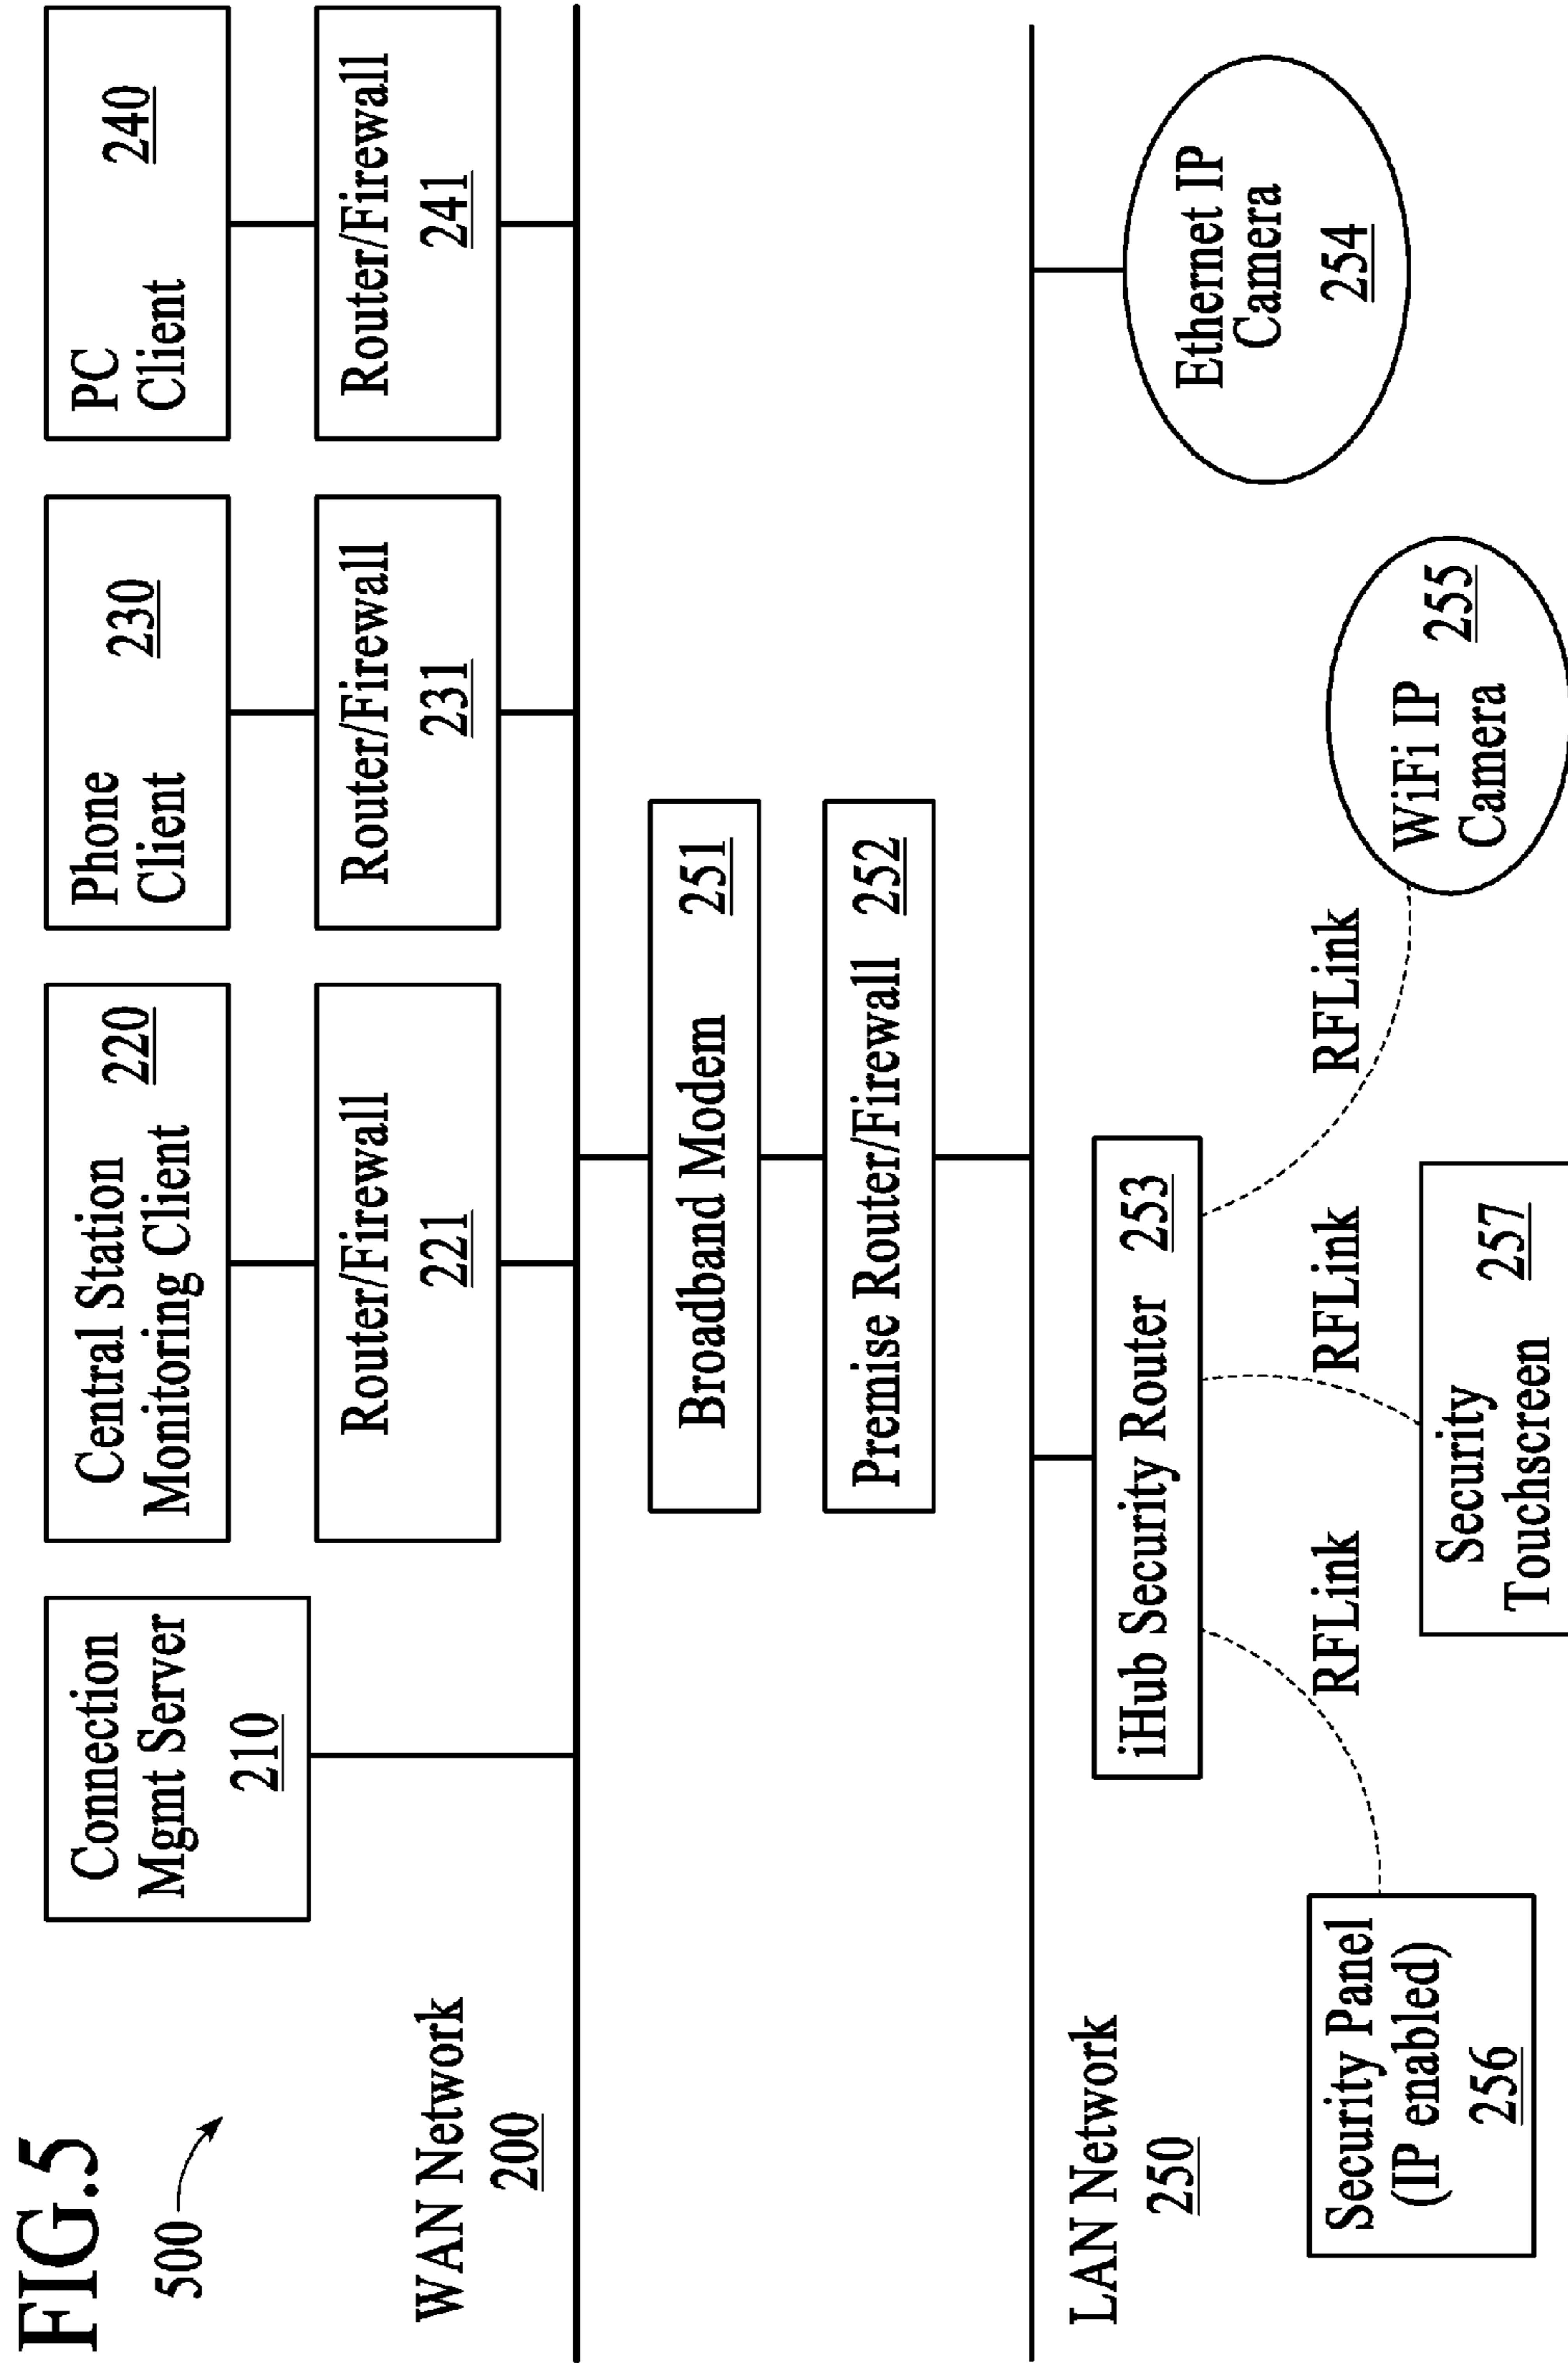 FIG.5
500
Connection
Mgmt Server
210
Central Station
Monitoring Client
220
Phone
Client
230
PC
Client
240
Router/Firewall
221
Router/Firewall
231
Router/Firewall
241
WAN Network
200
Broadband Modem 251
Premise Router/Firewall 252
LAN Network
250
iHub Security Router 253
Ethernet IP
Camera
254
RFLink
RFLink
RFLink
Security Panel
(IP enabled)
256
Security
Touchscreen
257
WiFi IP
Camera
255